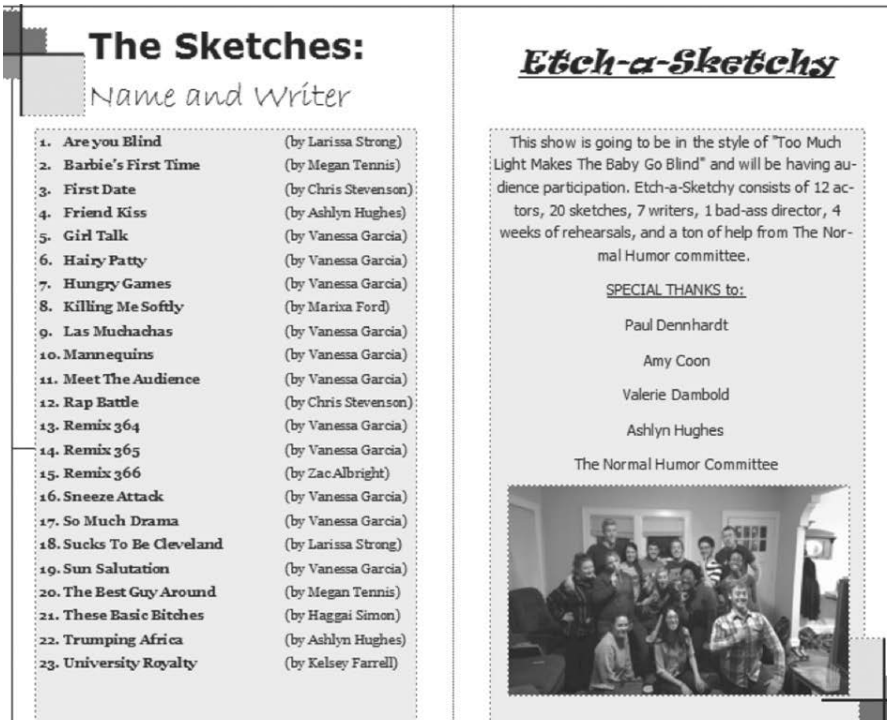 The Sketches:
Name and Writer
1. Are you Blind (by Larissa Strong)
2. Barbie's First Time (by Megan Tennis)
3. First Date (by Chris Stevenson)
4. Friend Kiss (by Ashlyn Hughes)
5. Girl Talk (by Vanessa Garcia)
6. Hairy Patty (by Vanessa Garcia)
7. Hungry Games (by Vanessa Garcia)
8. Killing Me Softly (by Marixa Ford)
9. Las Muchachas (by Vanessa Garcia)
10. Mannequins (by Vanessa Garcia)
11. Meet The Audience (by Vanessa Garcia)
12. Rap Battle (by Chris Stevenson)
13. Remix 364 (by Vanessa Garcia)
14. Remix 365 (by Vanessa Garcia)
15. Remix 366 (by Zac Albright)
16. Sneeze Attack (by Vanessa Garcia)
17. So Much Drama (by Vanessa Garcia)
18. Sucks To Be Cleveland (by Larissa Strong)
19. Sun Salutation (by Vanessa Garcia)
20. The Best Guy Around (by Megan Tennis)
21. These Basic Bitches (by Haggai Simon)
22. Trumping Africa (by Ashlyn Hughes)
23. University Royalty (by Kelsey Farrell)
Etch-a-Sketchy
This show is going to be in the style of "Too Much
Light Makes The Baby Go Blind" and will be having au-
dience participation. Etch-a-Sketchy consists of 12 ac-
tors, 20 sketches, 7 writers, 1 bad-ass director, 4
weeks of rehearsals, and a ton of help from The Nor-
mal Humor committee.
SPECIAL THANKS to:
Paul Dennhardt
Amy Coon
Valerie Dambold
Ashlyn Hughes
The Normal Humor Committee